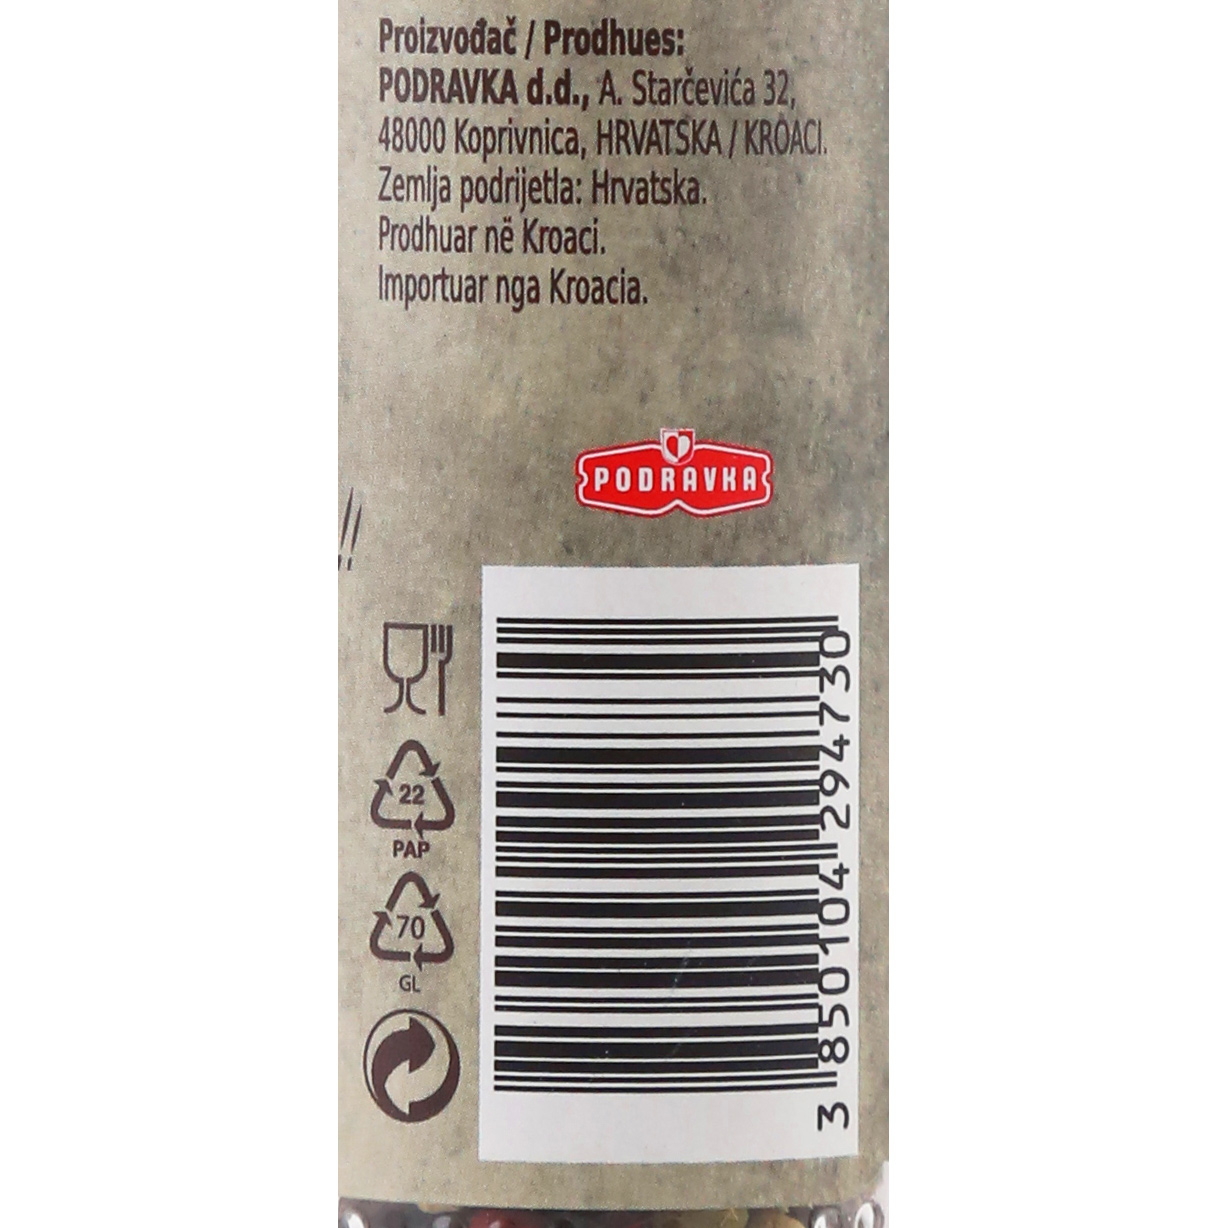 Proizvođač / Prodhues:
PODRAVKA d.d., A. Starčevića 32,
48000 Koprivnica, HRVATSKA / KROACI.
Zemlja podrijetla: Hrvatska.
Prodhuar në Kroaci.
Importuar nga Kroacia.
PODRAVKA
22
PAP
70
GL
3 850104 294730